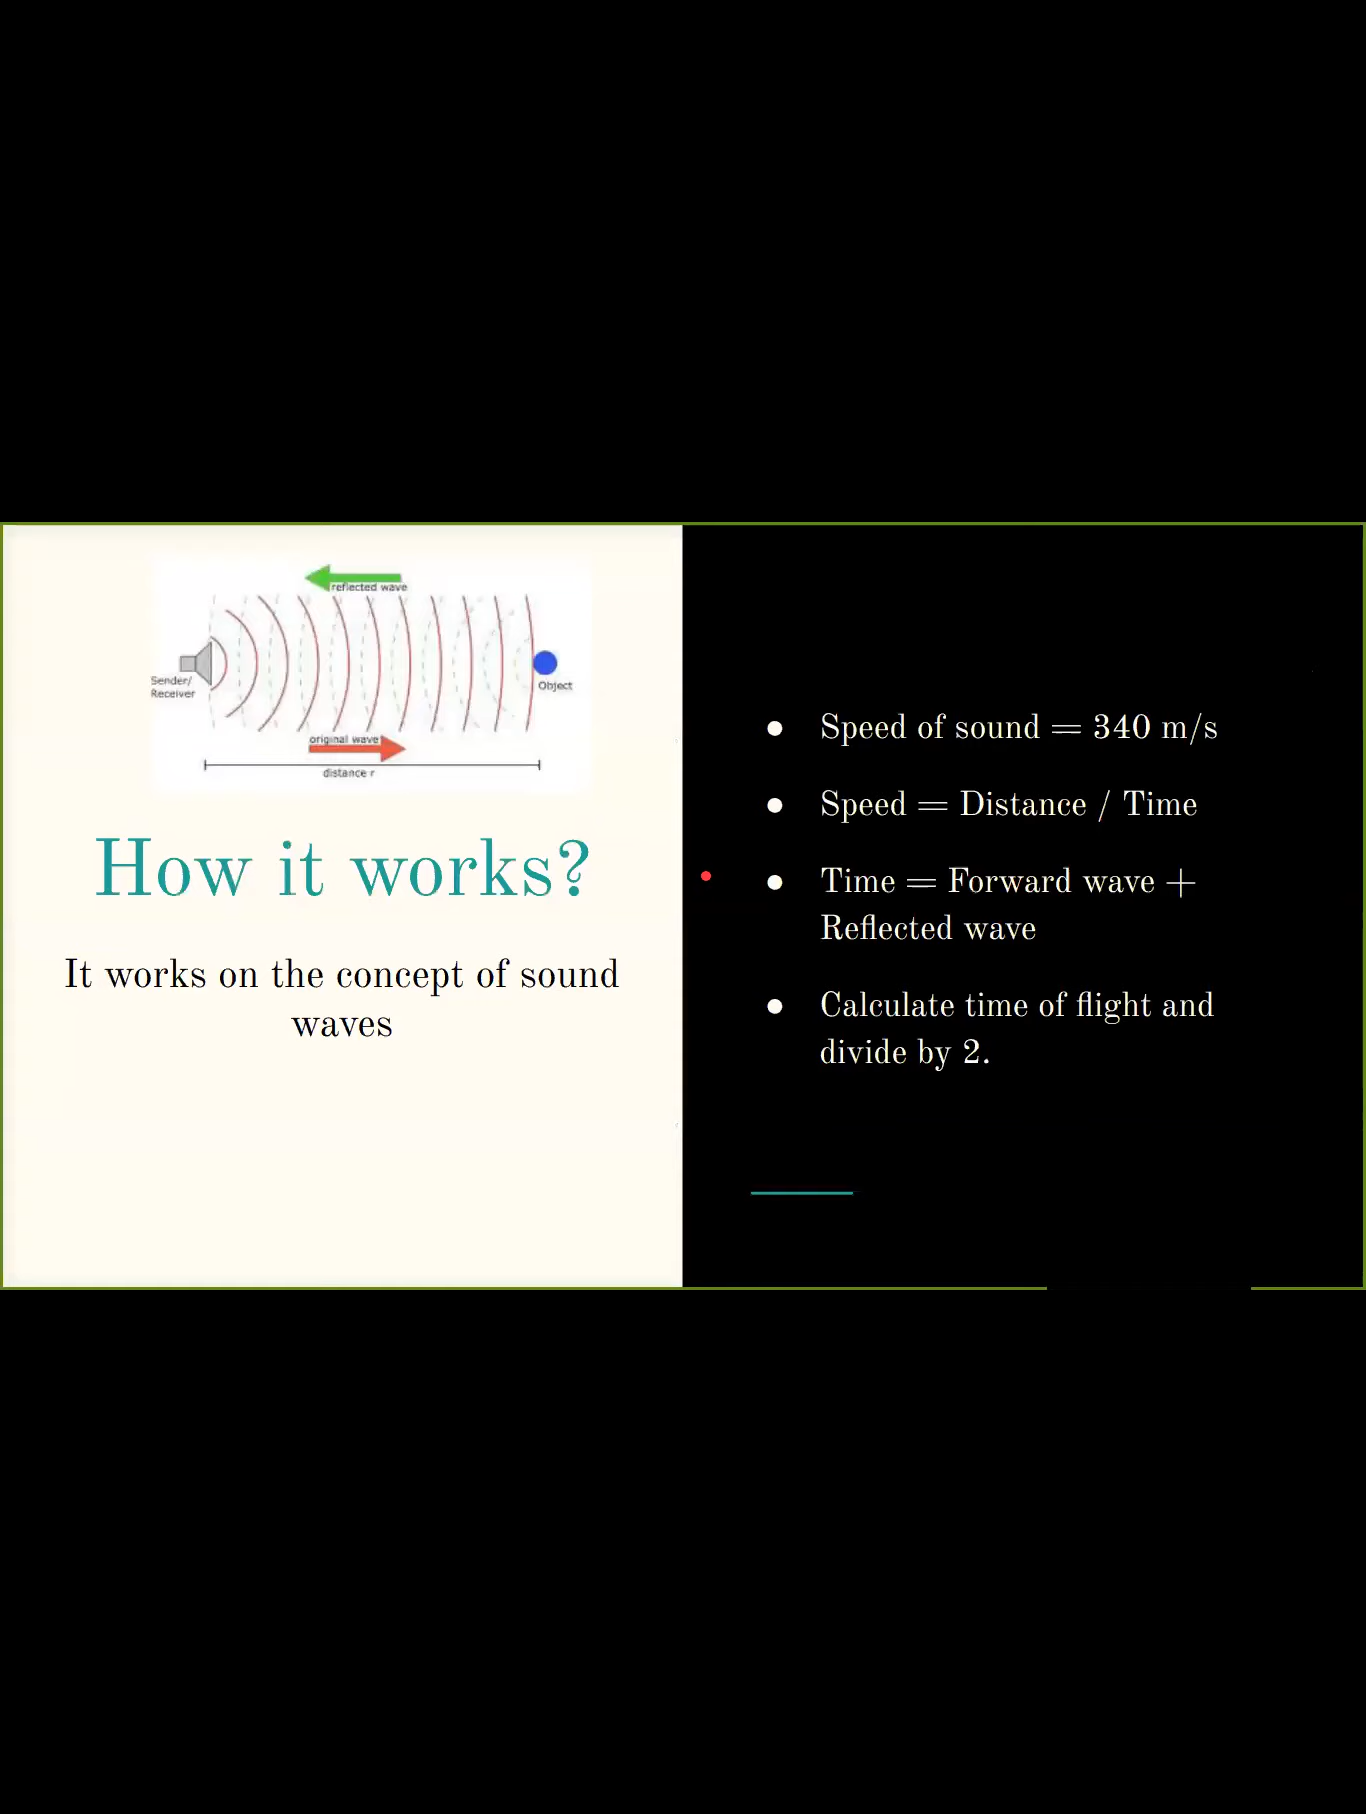 reflected wave
Sender/
Receiver
Object
original wave
distance r
How it works?
It works on the concept of sound
waves
● Speed of sound = 340 m/s
● Speed = Distance / Time
● Time = Forward wave +
Reflected wave
● Calculate time of flight and
divide by 2.